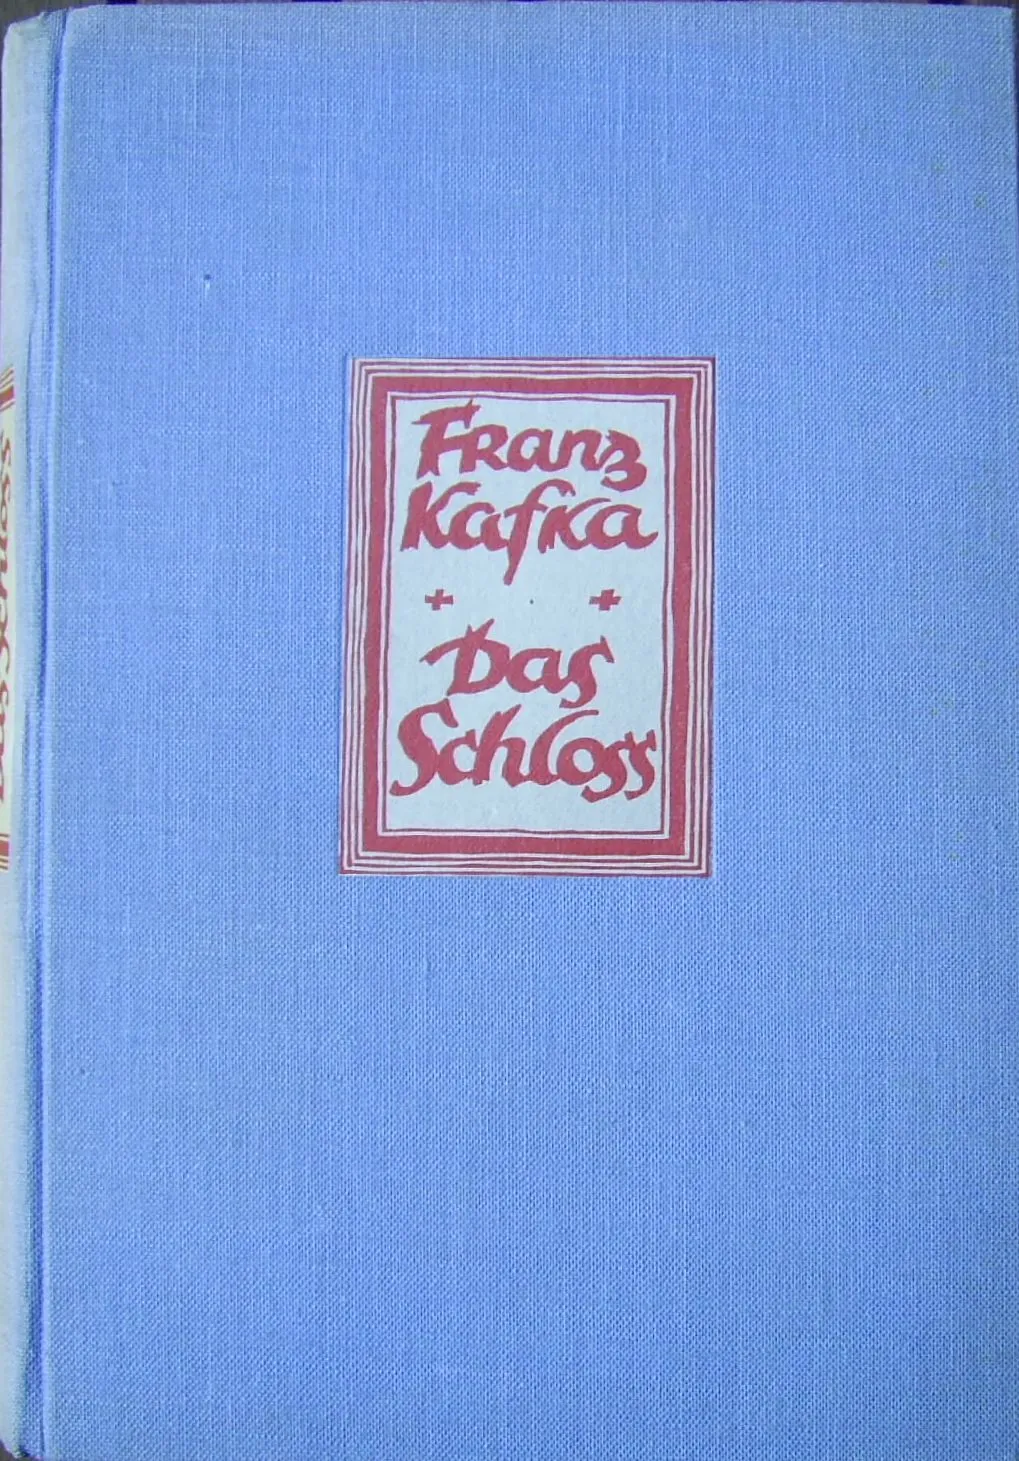 Franz
Kafka
+ +
Das
Schloss
Das Schloss